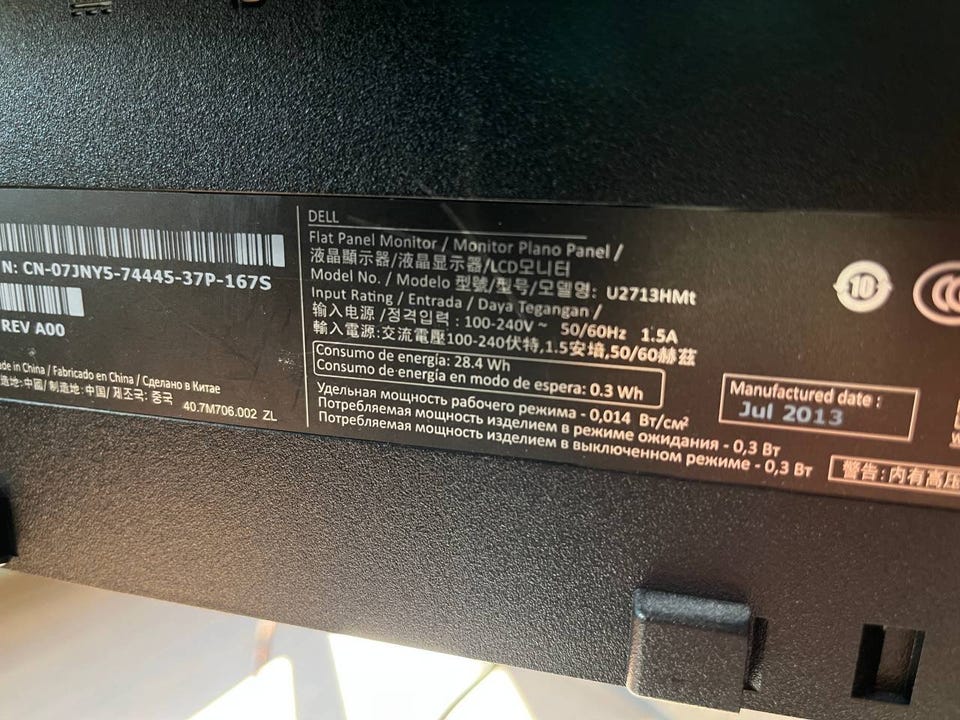 N: CN-07JNY5-74445-37P-167S
REV A00
ade in China / Fabricado en China / Сделано в Китае
造地: 中國/ 制造地: 中国/ 제조국: 중국
40.7M706.002 ZL
DELL
Flat Panel Monitor / Monitor Plano Panel /
液晶顯示器/液晶显示器/LCD모니터
Model No. / Modelo 型號/型号/모델명: U2713HMt
Input Rating / Entrada / Daya Tegangan /
输入电源 /정격입력 : 100-240V ~ 50/60Hz 1.5A
輸入電源:交流電壓100-240伏特,1.5安培,50/60赫茲
Consumo de energía: 28.4 Wh
Consumo de energía en modo de espera: 0.3 Wh
Удельная мощность рабочего режима - 0,014 Вт/см²
Потребляемая мощность изделием в режиме ожидания - 0,3 Вт
Потребляемая мощность изделием в выключенном режиме - 0,3 Вт
10
Manufactured date :
Jul 2013
警告: 内有高压